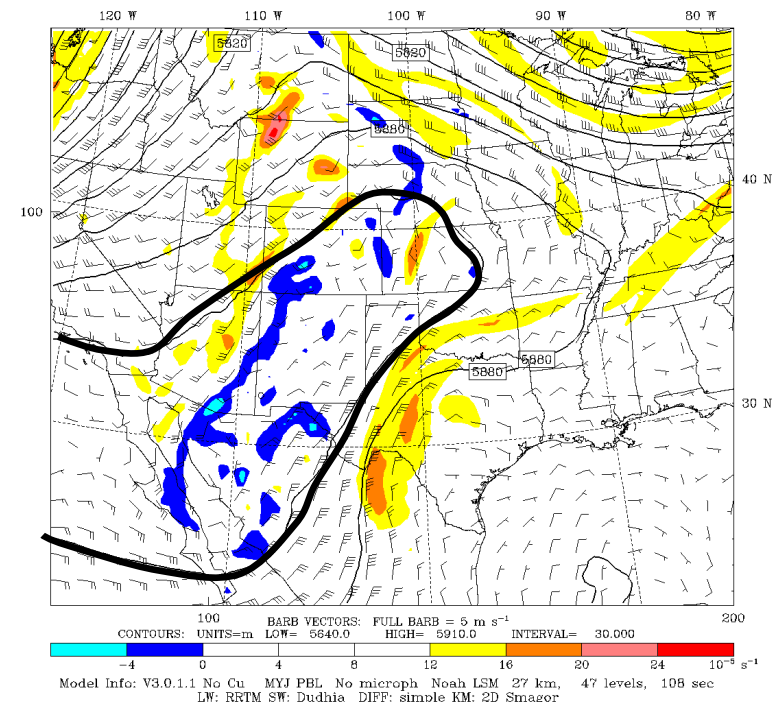 120 W 110 W 100 W 90 W 80 W
5820 5820
5880
40 N
100
5880
5880
30 N
100 200
BARB VECTORS: FULL BARB = 5 m s⁻¹
CONTOURS: UNITS=m LOW= 5640.0 HIGH= 5910.0 INTERVAL= 30.000
−4 0 4 8 12 16 20 24 10⁻⁵ s⁻¹
Model Info: V3.0.1.1 No Cu MYJ PBL No microph Noah LSM 27 km, 47 levels, 108 sec
LW: RRTM SW: Dudhia DIFF: simple KM: 2D Smagor